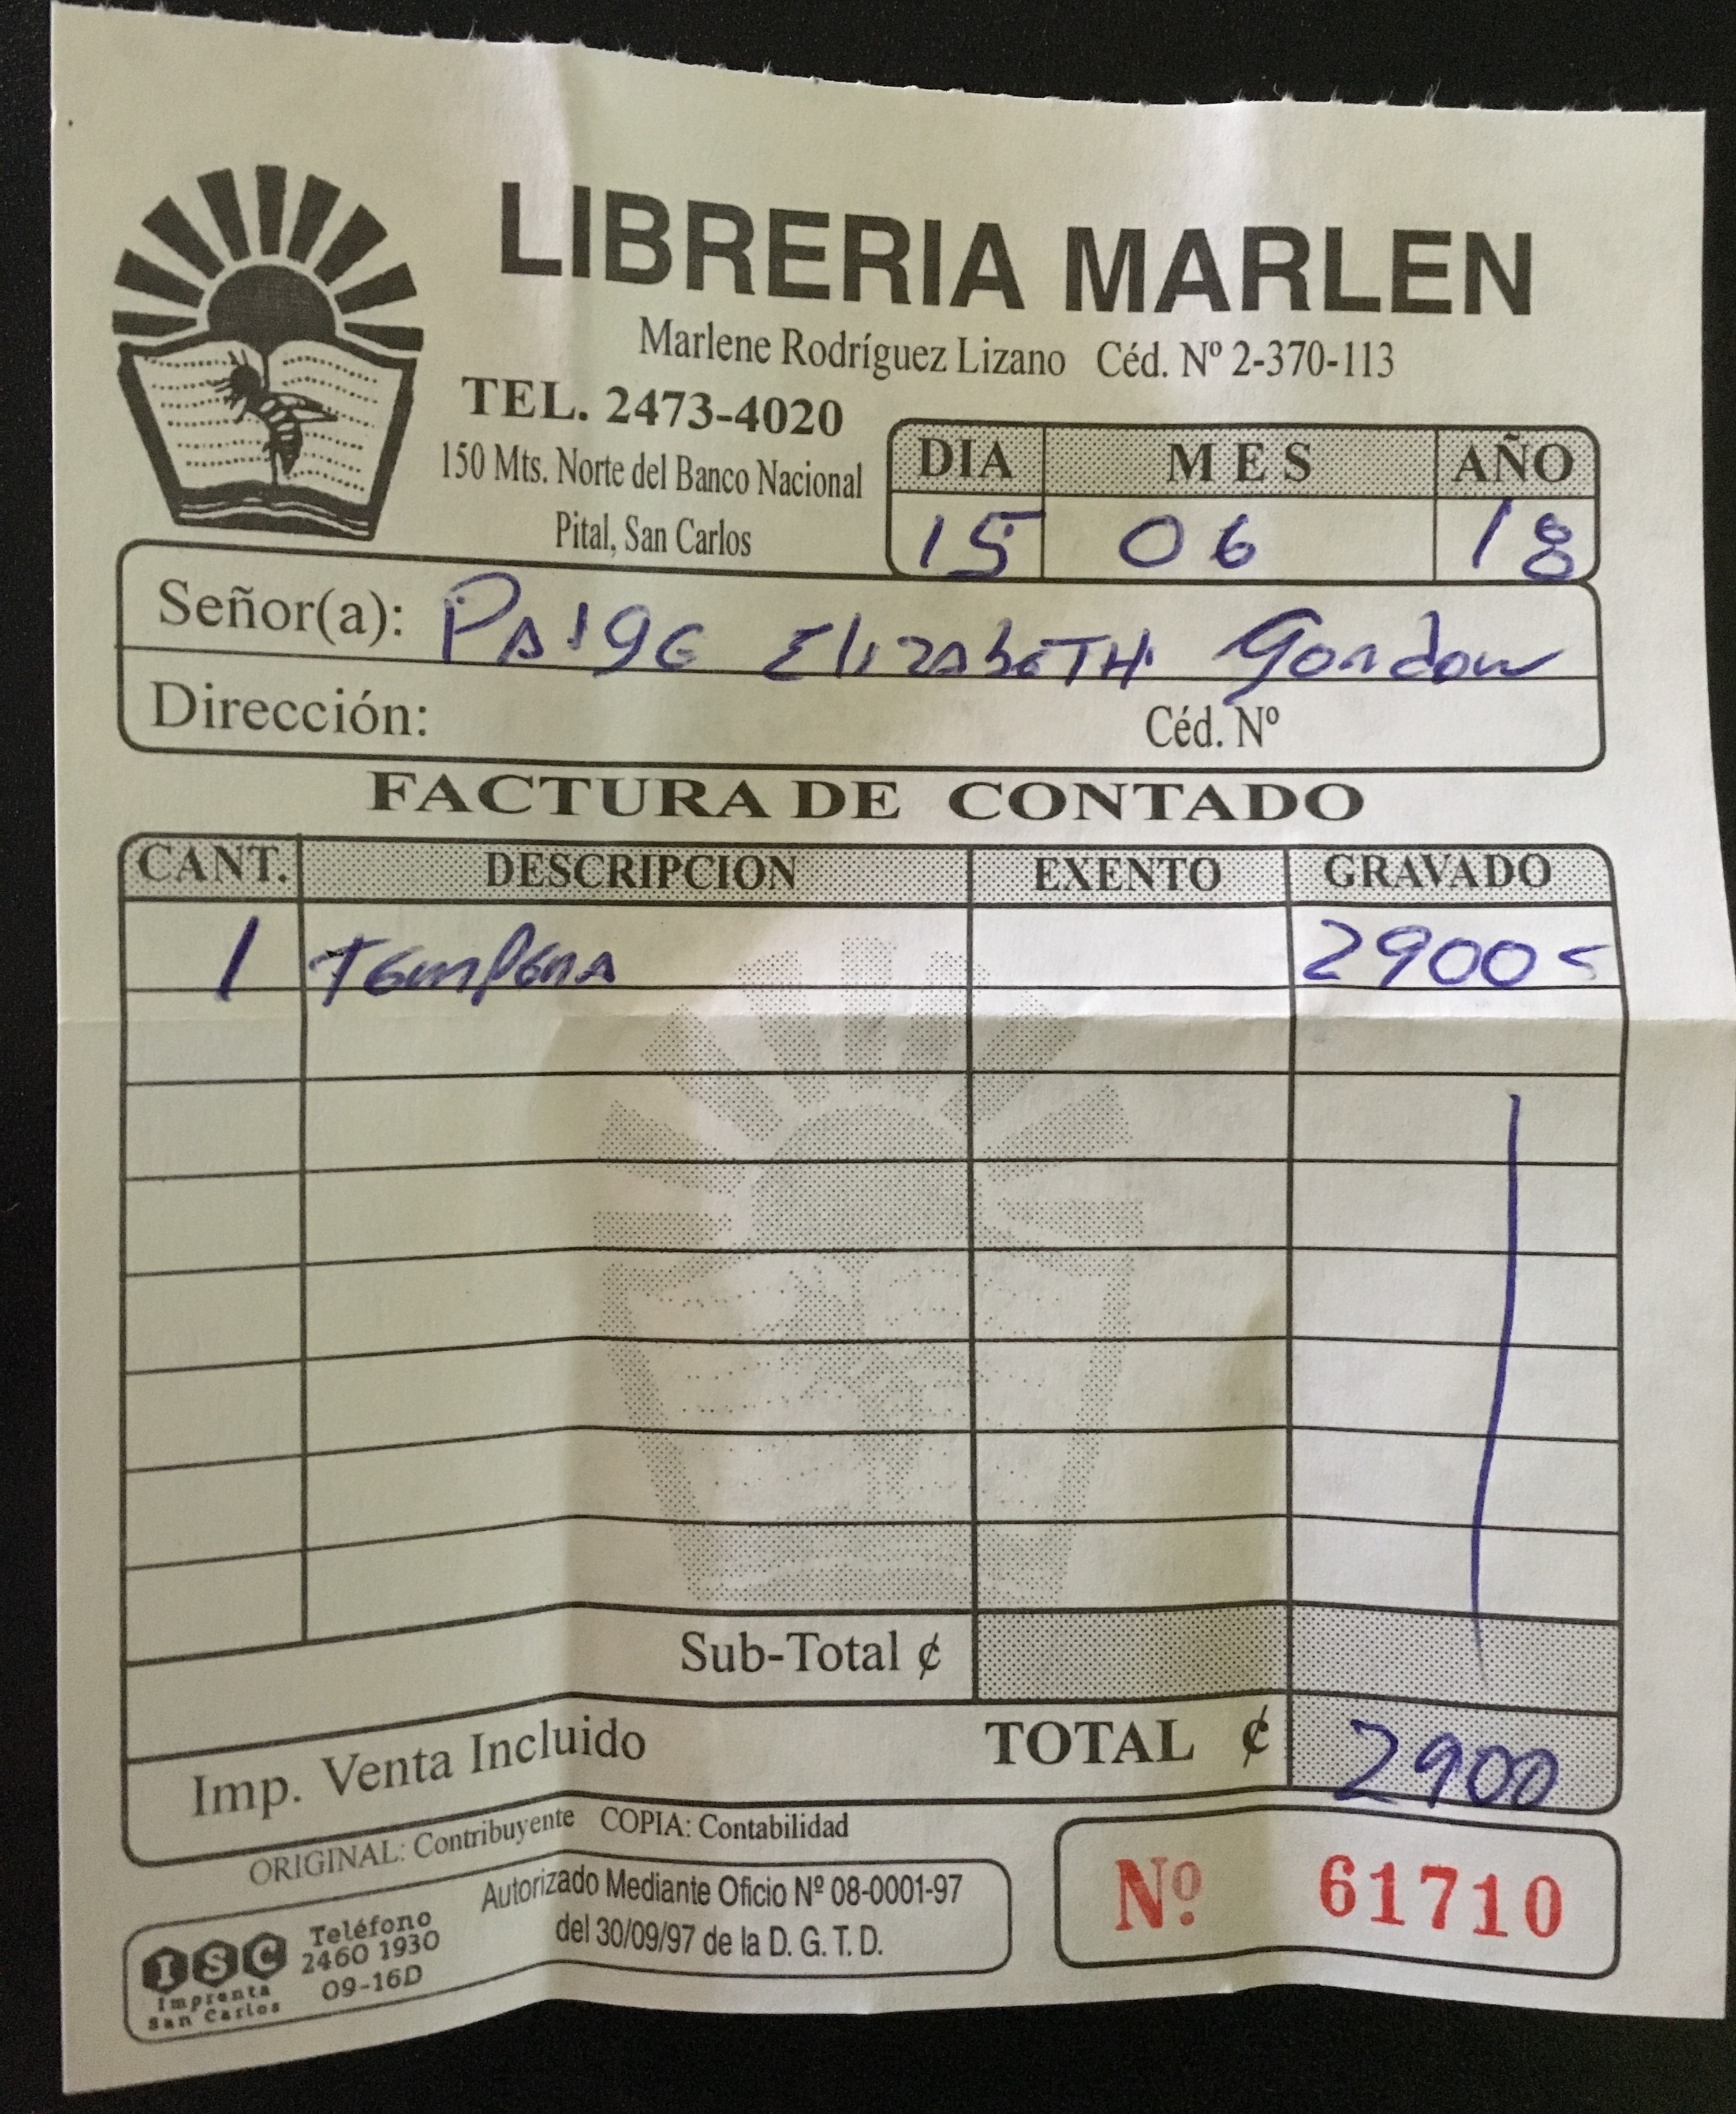 LIBRERIA MARLEN
Marlene Rodríguez Lizano Céd. Nº 2-370-113
TEL. 2473-4020
150 Mts. Norte del Banco Nacional
Pital, San Carlos
DIA MES AÑO
15 06 18
Señor(a): Paige Elizabeth Gordon
Dirección: Céd. Nº
FACTURA DE CONTADO
CANT. DESCRIPCION EXENTO GRAVADO
1 Tempera 2900
Sub-Total ¢
Imp. Venta Incluido TOTAL ¢ 2900
ORIGINAL: Contribuyente COPIA: Contabilidad
Autorizado Mediante Oficio Nº 08-0001-97
del 30/09/97 de la D. G. T. D.
Nº 61710
ISC
Imprenta
San Carlos
Teléfono
2460 1930
09-16D